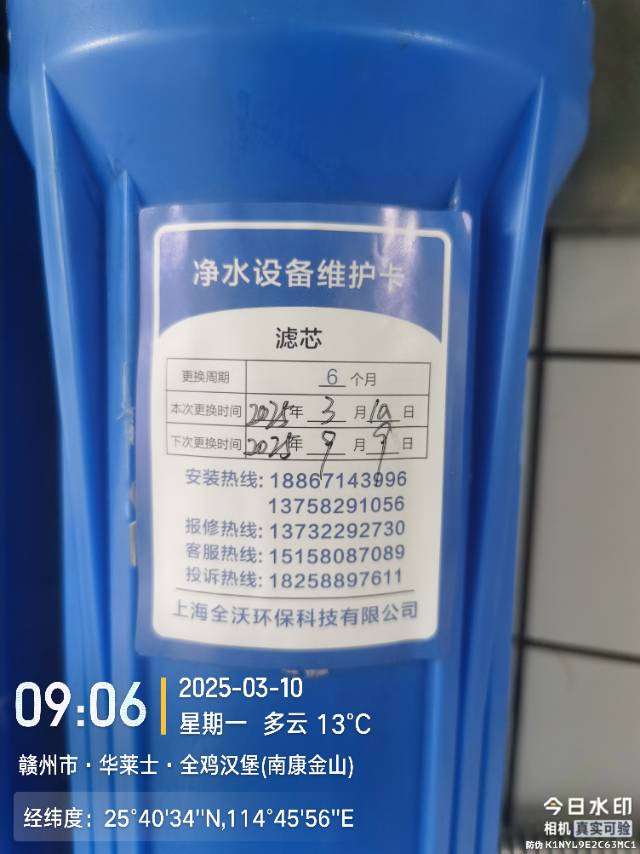 净水设备维护卡
滤芯
更换周期 6 个月
本次更换时间 2025年 3 月 10 日
下次更换时间 2025年 9 月 9 日
安装热线: 18867143996
13758291056
报修热线: 13732292730
客服热线: 15158087089
投诉热线: 18258897611
上海全沃环保科技有限公司
09:06 2025-03-10
星期一 多云 13°C
赣州市·华莱士·全鸡汉堡(南康金山)
经纬度: 25°40'34"N,114°45'56"E
今日水印
相机 真实可验
防伪 K1NYL9E2C63MC1